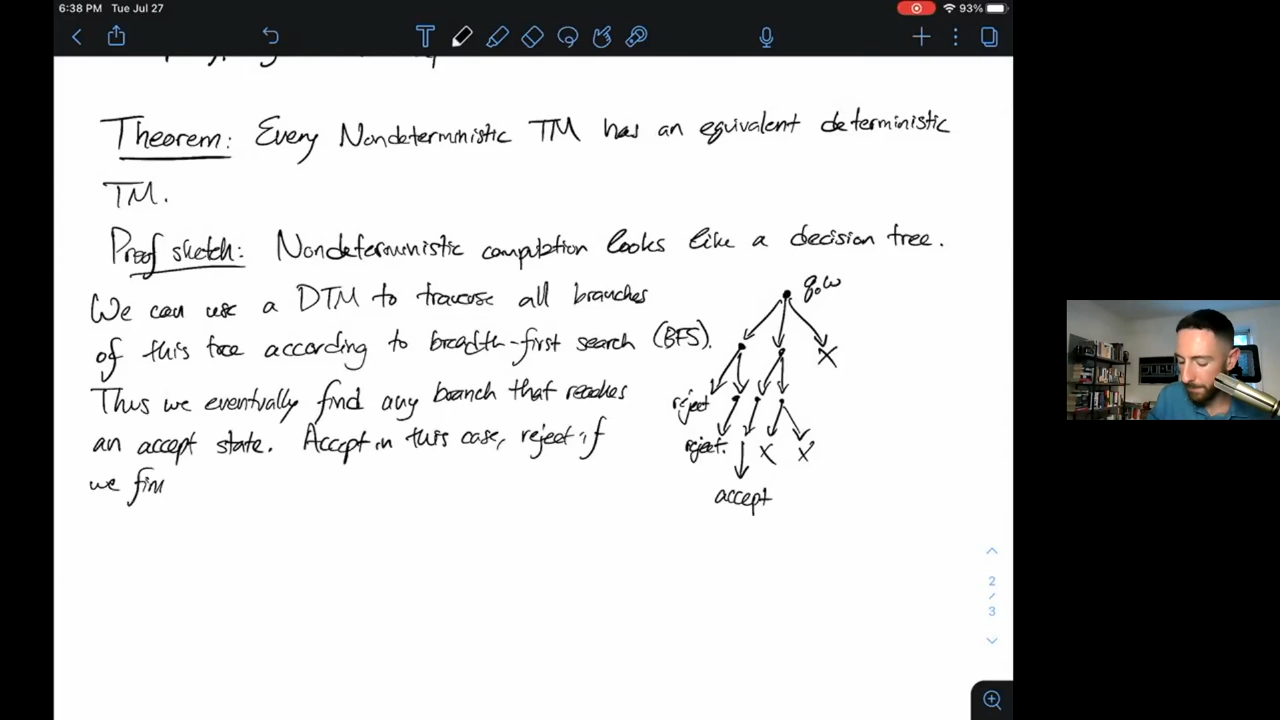 6:38 PM Tue Jul 27
93%
Theorem: Every Nondeterministic TM has an equivalent deterministic
TM.
Proof sketch: Nondeterministic computation looks like a decision tree.
We can use a DTM to traverse all branches
of this tree according to breadth-first search (BFS).
Thus we eventually find any branch that reaches
an accept state. Accept in this case, reject if
we fin
q₀w
X
reject
reject.
X
X
accept
2
/
3